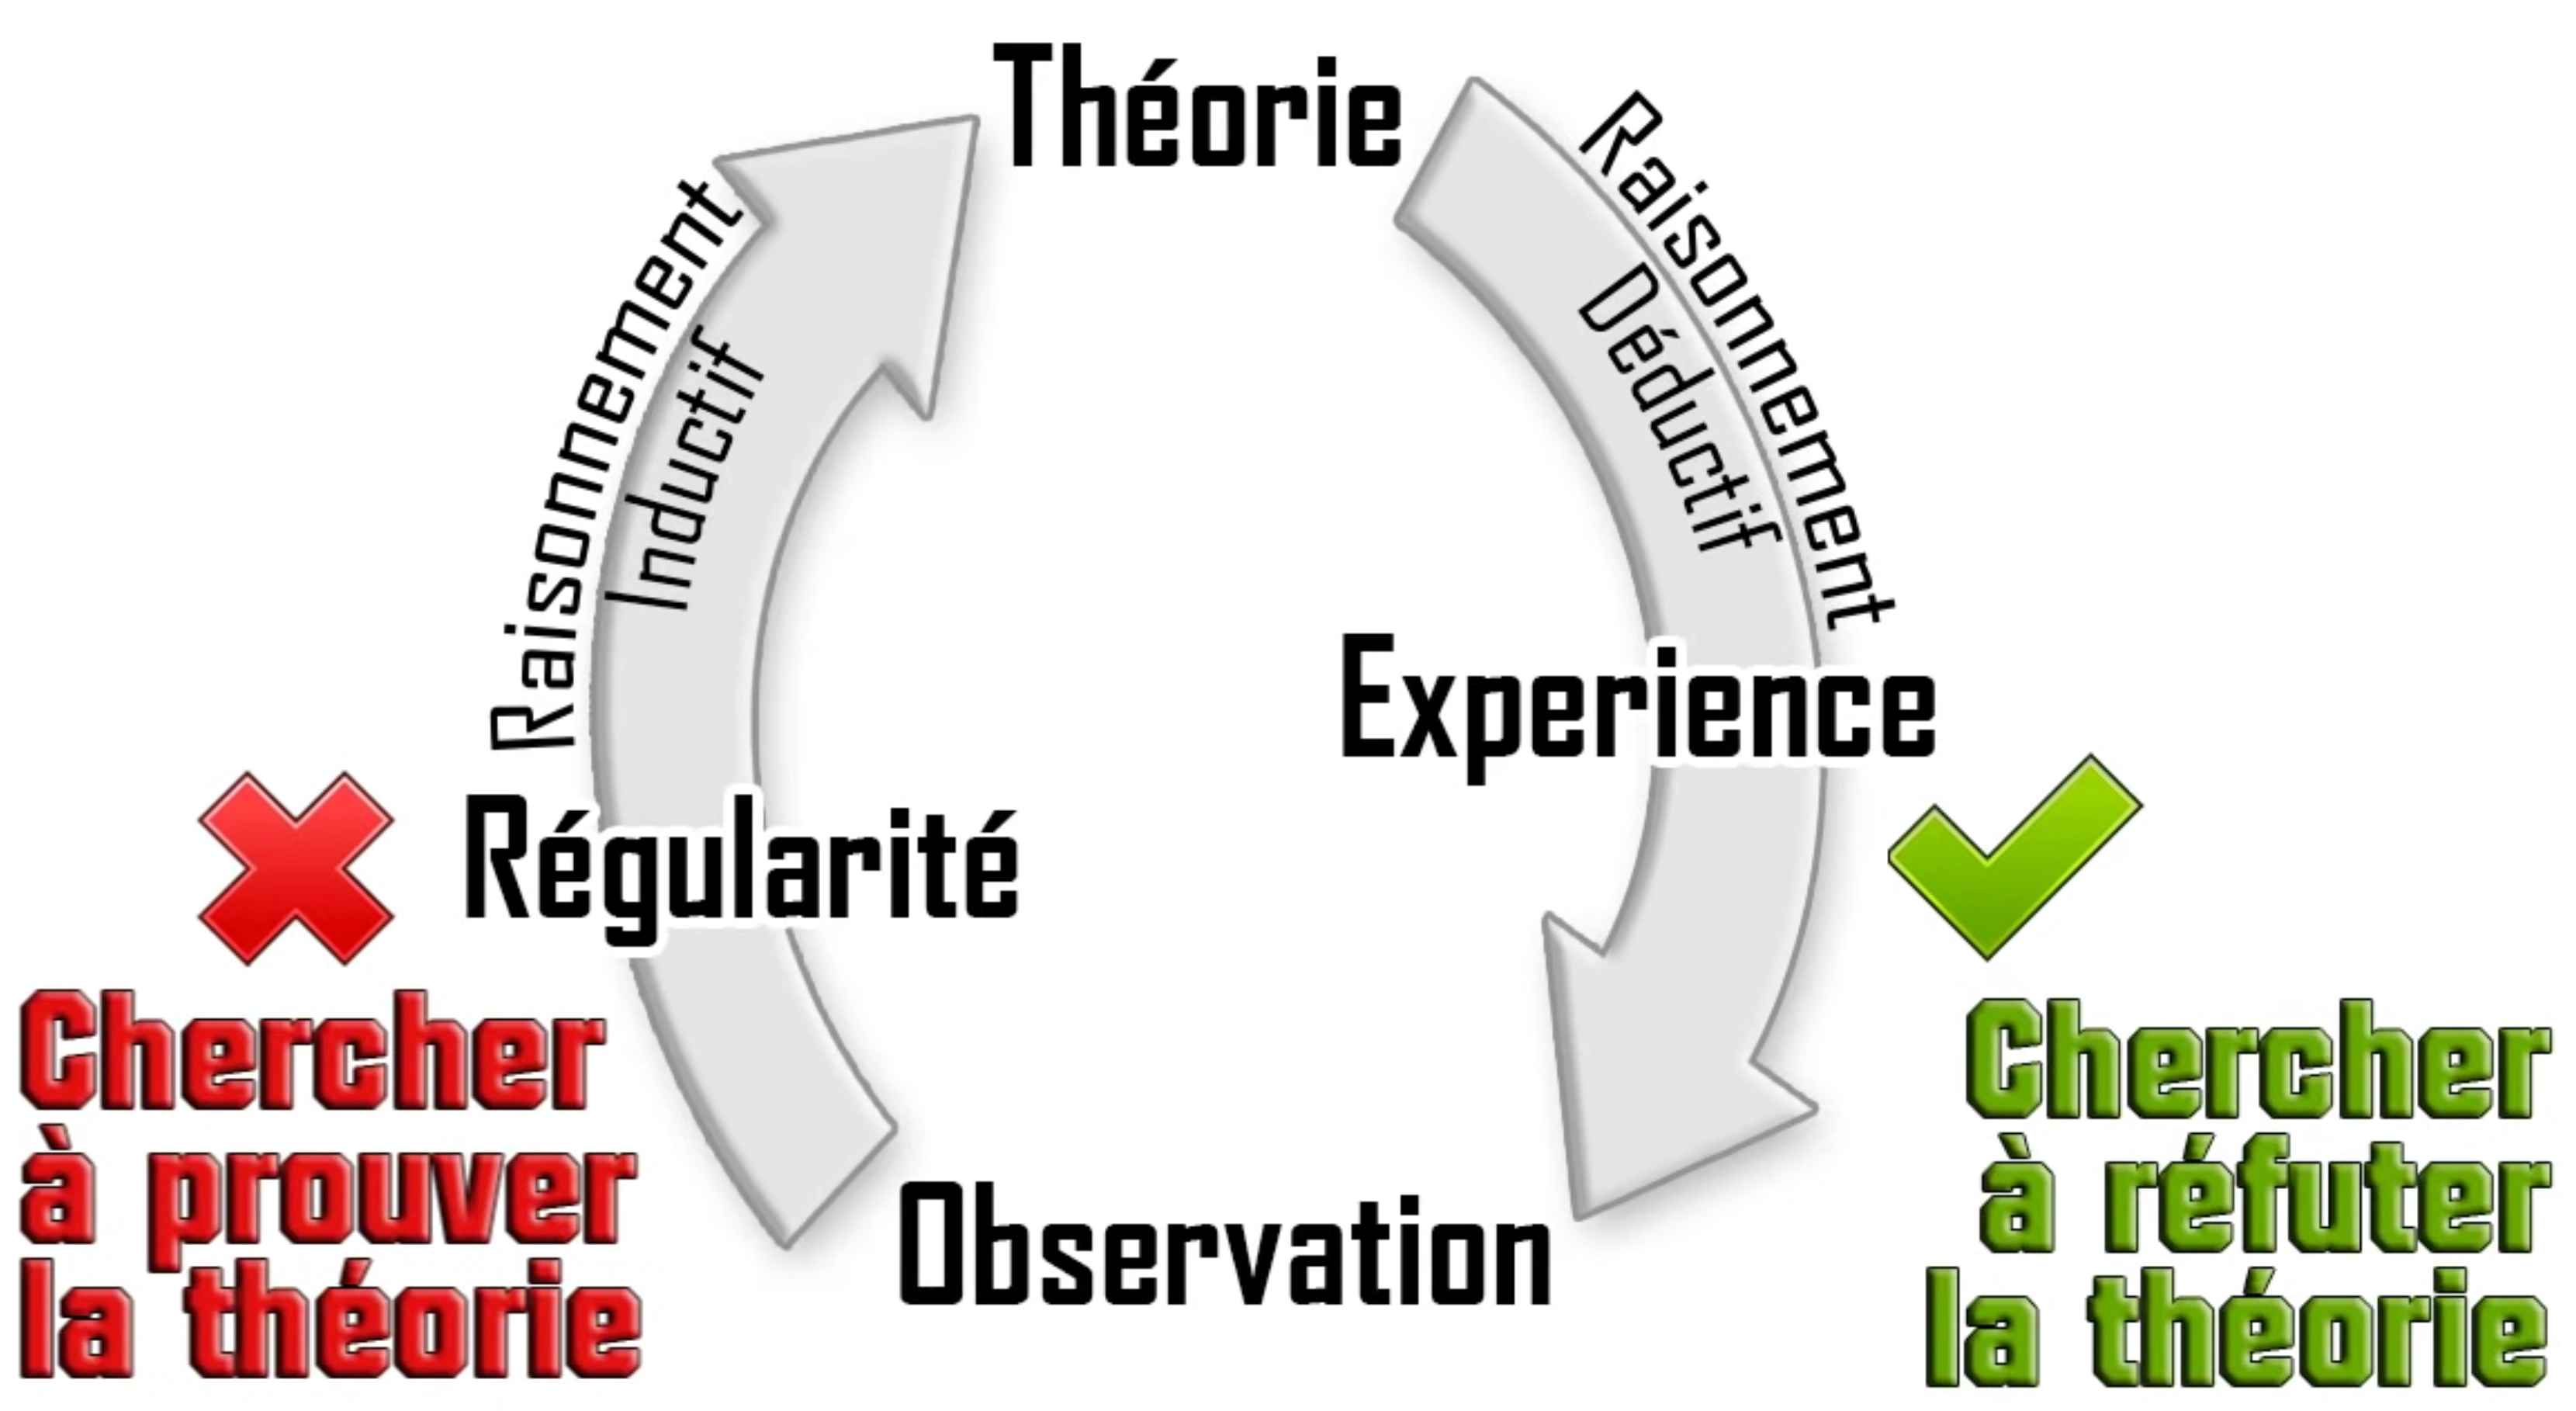 Théorie
Raisonnement
Inductif
Raisonnement
Déductif
Experience
Régularité
Observation
Chercher
à prouver
la théorie
Chercher
à réfuter
la théorie